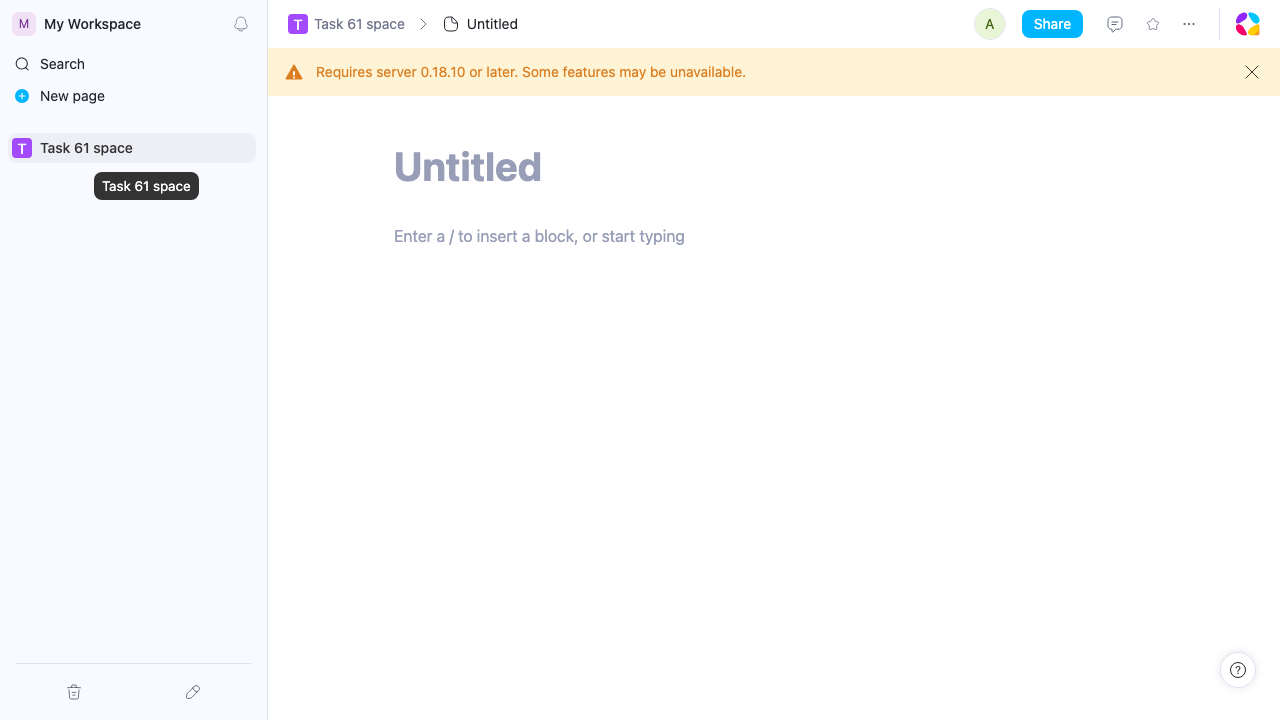 M My Workspace
Search
New page
T Task 61 space
Task 61 space
T Task 61 space Untitled
A Share
Requires server 0.18.10 or later. Some features may be unavailable.
Untitled
Enter a / to insert a block, or start typing